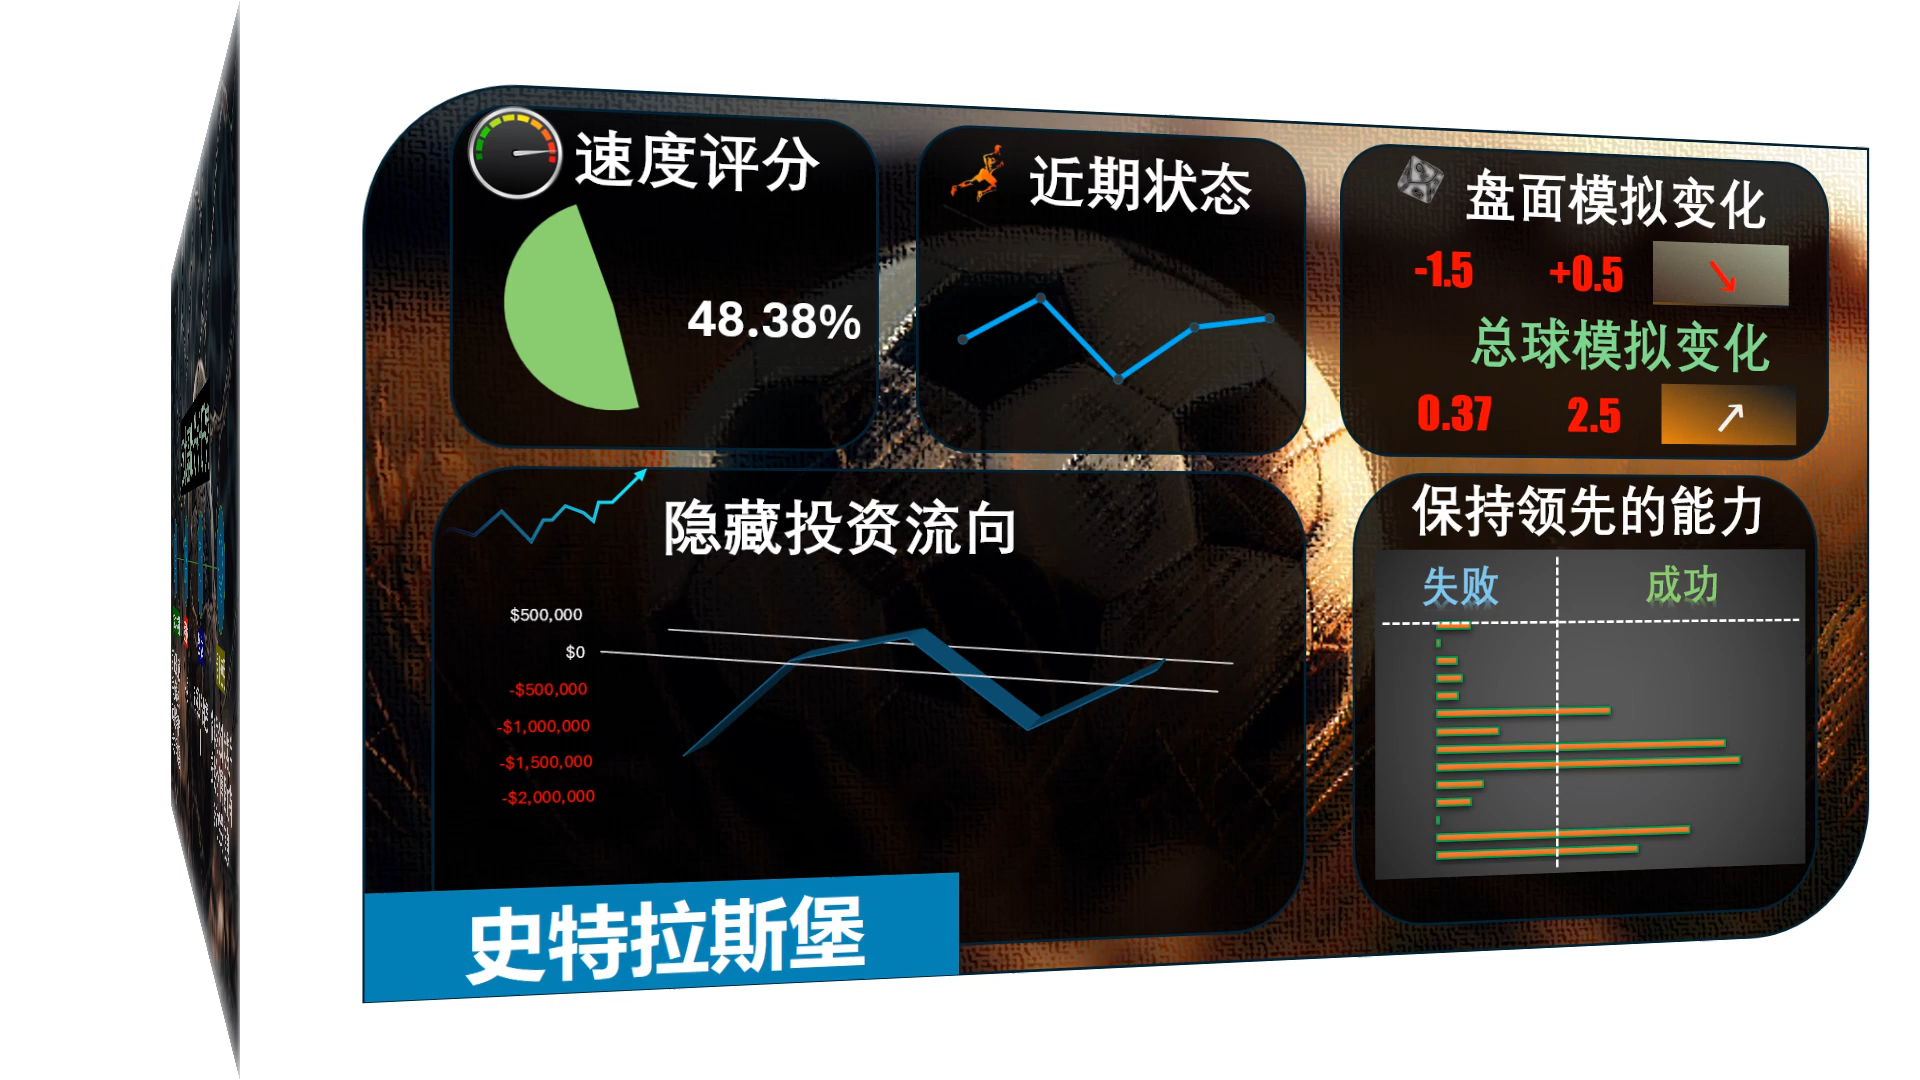 速度评分
48.38%
近期状态
盘面模拟变化
-1.5 +0.5
总球模拟变化
0.37 2.5
隐藏投资流向
$500,000
$0
-$500,000
-$1,000,000
-$1,500,000
-$2,000,000
保持领先的能力
失败 成功
史特拉斯堡